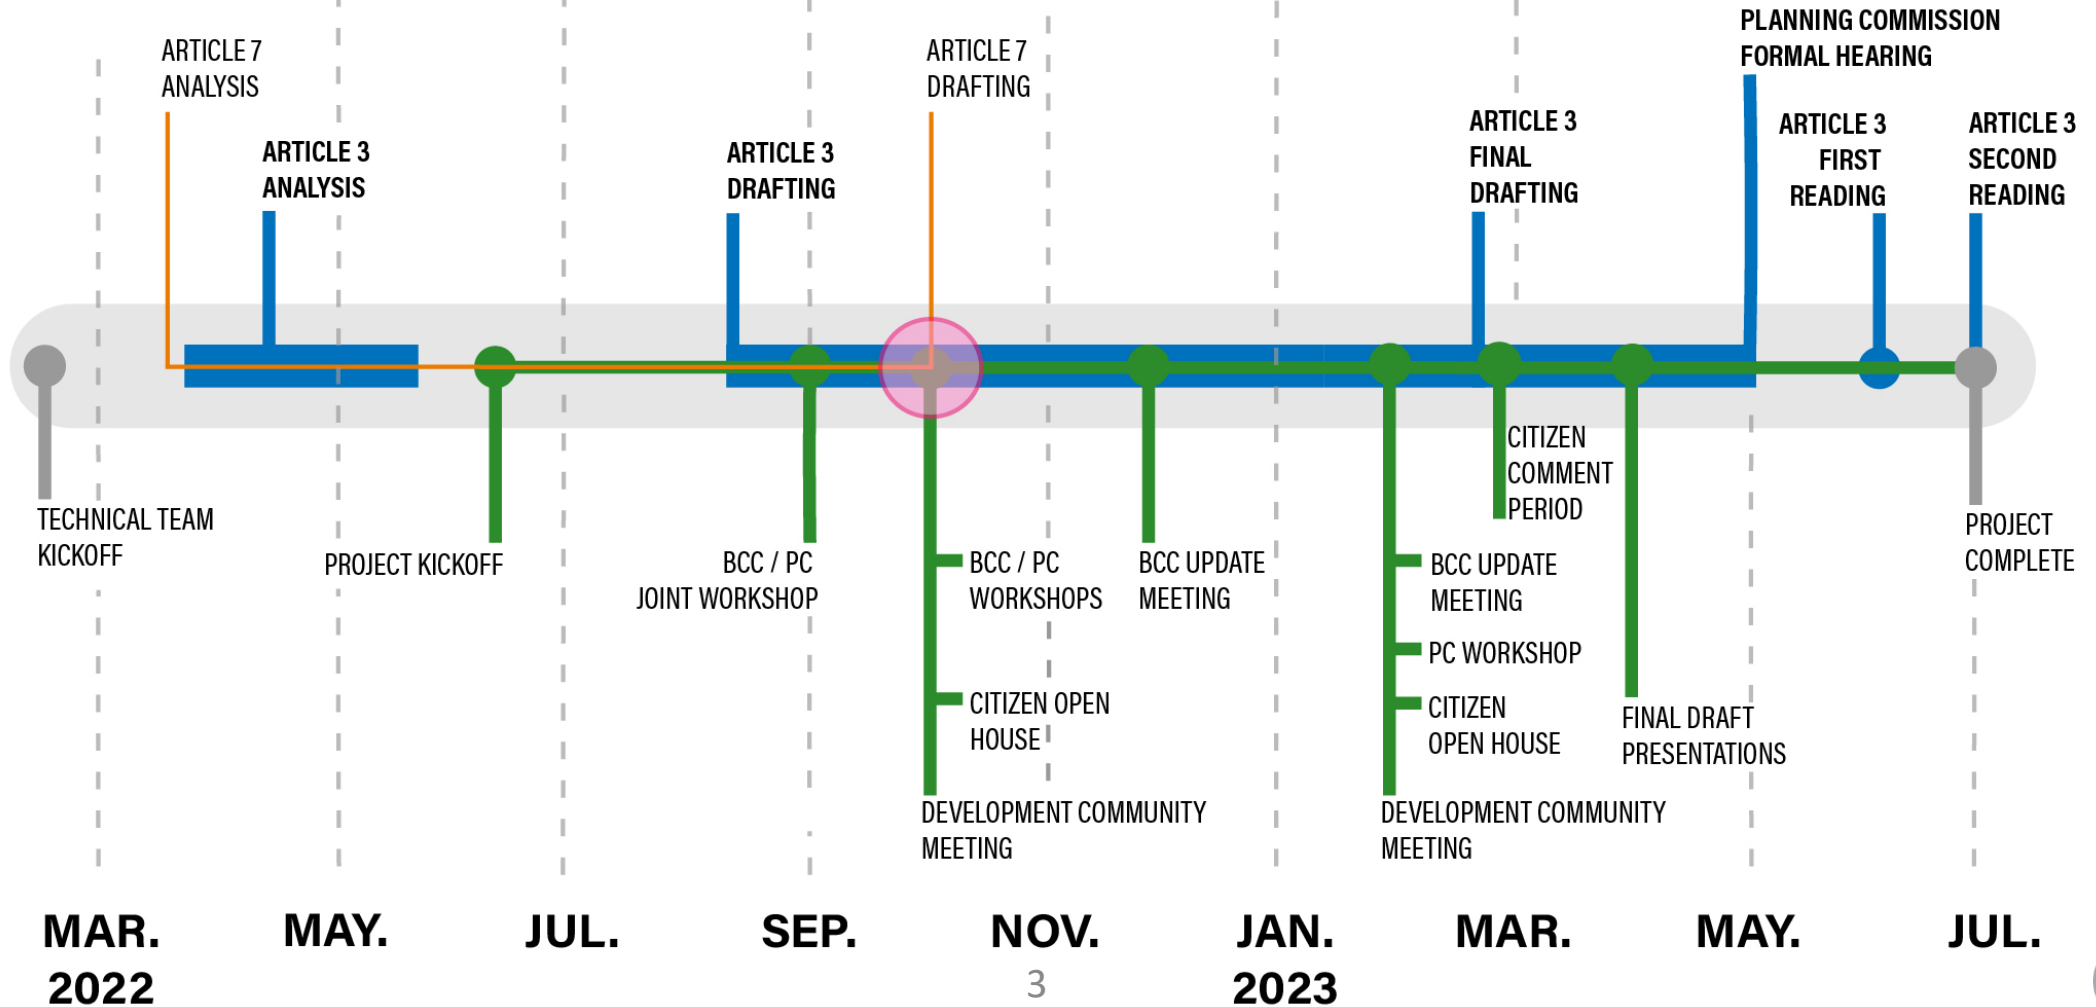 ARTICLE 7
ANALYSIS
ARTICLE 3
ANALYSIS
ARTICLE 3
DRAFTING
ARTICLE 7
DRAFTING
ARTICLE 3
FINAL
DRAFTING
PLANNING COMMISSION
FORMAL HEARING
ARTICLE 3
FIRST
READING
ARTICLE 3
SECOND
READING
TECHNICAL TEAM
KICKOFF
PROJECT KICKOFF
BCC / PC
JOINT WORKSHOP
BCC / PC
WORKSHOPS
CITIZEN OPEN
HOUSE
DEVELOPMENT COMMUNITY
MEETING
BCC UPDATE
MEETING
CITIZEN
COMMENT
PERIOD
BCC UPDATE
MEETING
PC WORKSHOP
CITIZEN
OPEN HOUSE
DEVELOPMENT COMMUNITY
MEETING
FINAL DRAFT
PRESENTATIONS
PROJECT
COMPLETE
MAR.
2022
MAY.
JUL.
SEP.
NOV.
JAN.
2023
MAR.
MAY.
JUL.
3